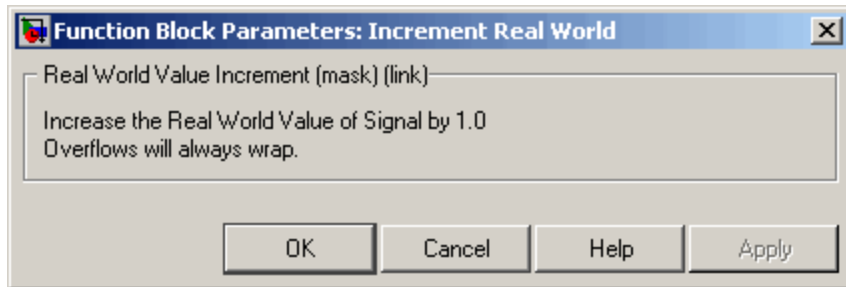 Function Block Parameters: Increment Real World
Real World Value Increment (mask) (link)
Increase the Real World Value of Signal by 1.0
Overflows will always wrap.
OK Cancel Help Apply